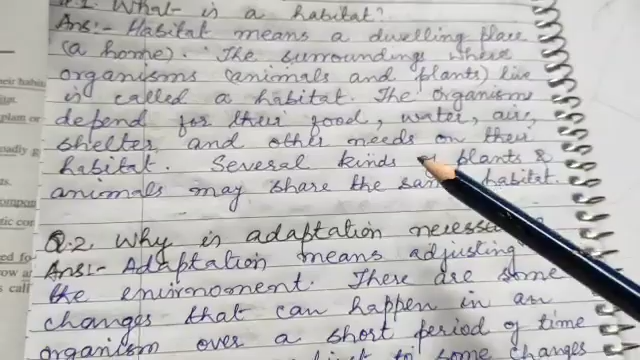 Q.1. What is a habitat?
Ans:- Habitat means a dwelling place
(a home). The surroundings where
organisms (animals and plants) live
is called a habitat. The organisms
depend for their food, water, air,
shelter and other needs on their
habitat. Several kinds plants &
animals may share the same habitat.
Q.2. Why is adaptation
Ans:- Adaptation means adjusting
the environment. There are some
changes that can happen in an
organism over a short period of time
to some changes